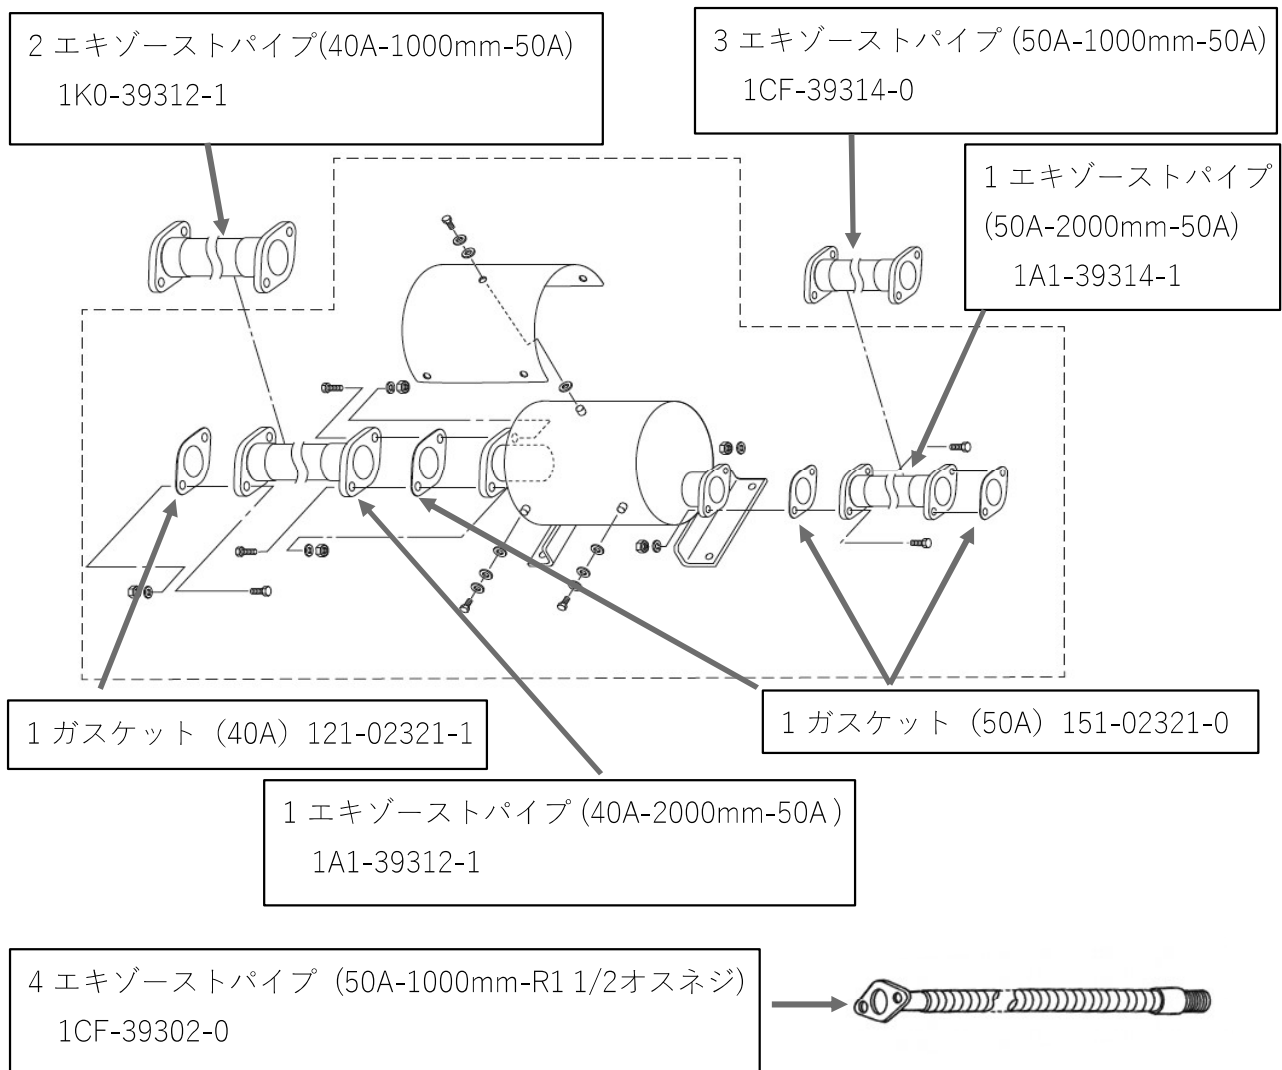 2 エキゾーストパイプ(40A-1000mm-50A)
1K0-39312-1
3 エキゾーストパイプ (50A-1000mm-50A)
1CF-39314-0
1 エキゾーストパイプ
(50A-2000mm-50A)
1A1-39314-1
1 ガスケット（40A）121-02321-1
1 ガスケット（50A）151-02321-0
1 エキゾーストパイプ (40A-2000mm-50A )
1A1-39312-1
4 エキゾーストパイプ (50A-1000mm-R1 1/2オスネジ)
1CF-39302-0